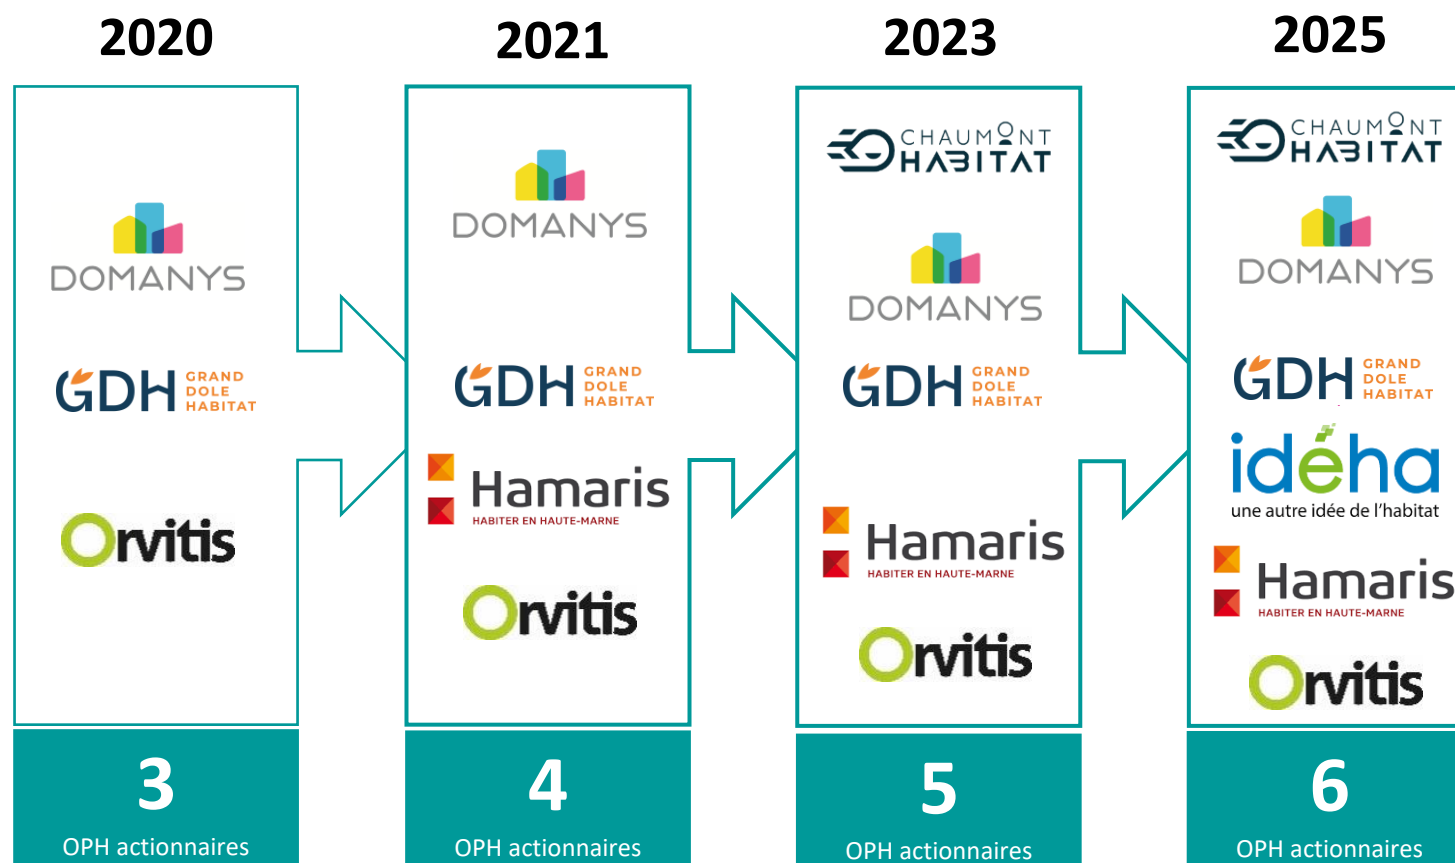 2020
DOMANYS
GDH GRAND
DOLE
HABITAT
Orvitis
3
OPH actionnaires
2021
DOMANYS
GDH GRAND
DOLE
HABITAT
Hamaris
HABITER EN HAUTE-MARNE
Orvitis
4
OPH actionnaires
2023
CHAUMONT
HABITAT
DOMANYS
GDH GRAND
DOLE
HABITAT
Hamaris
HABITER EN HAUTE-MARNE
Orvitis
5
OPH actionnaires
2025
CHAUMONT
HABITAT
DOMANYS
GDH GRAND
DOLE
HABITAT
idéha
une autre idée de l'habitat
Hamaris
HABITER EN HAUTE-MARNE
Orvitis
6
OPH actionnaires